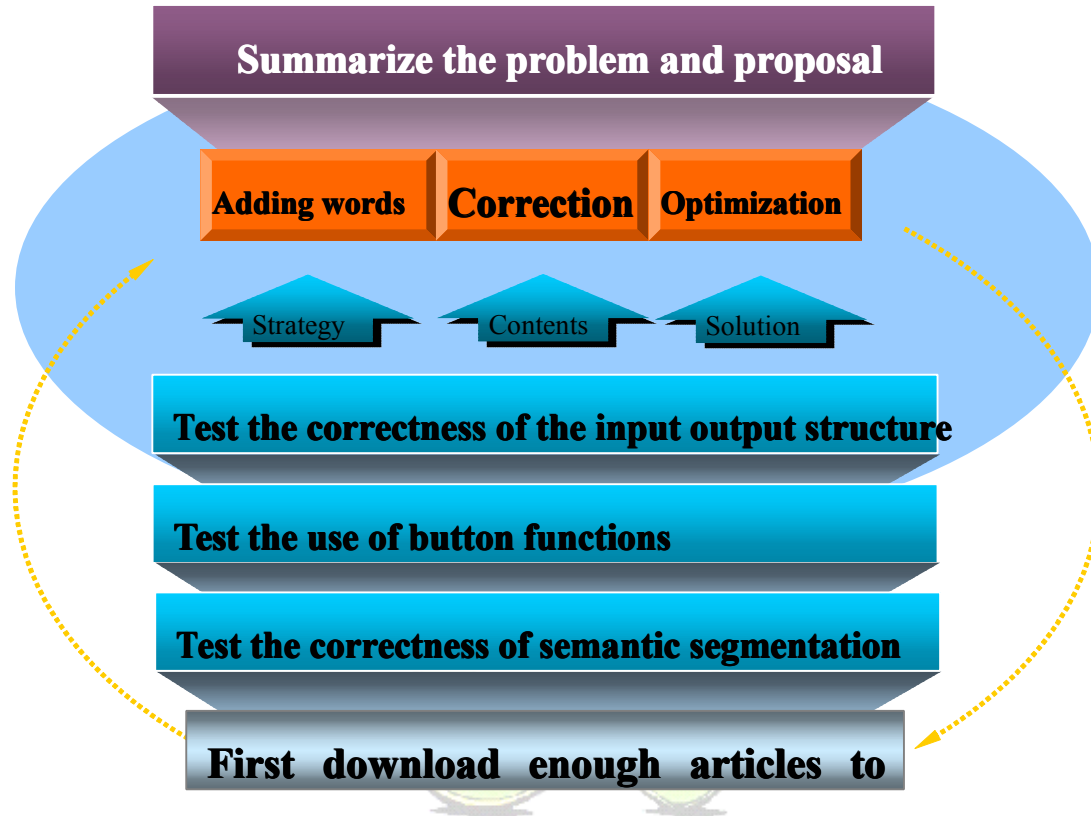 Summarize the problem and proposal
Adding words Correction Optimization
Strategy Contents Solution
Test the correctness of the input output structure
Test the use of button functions
Test the correctness of semantic segmentation
First download enough articles to